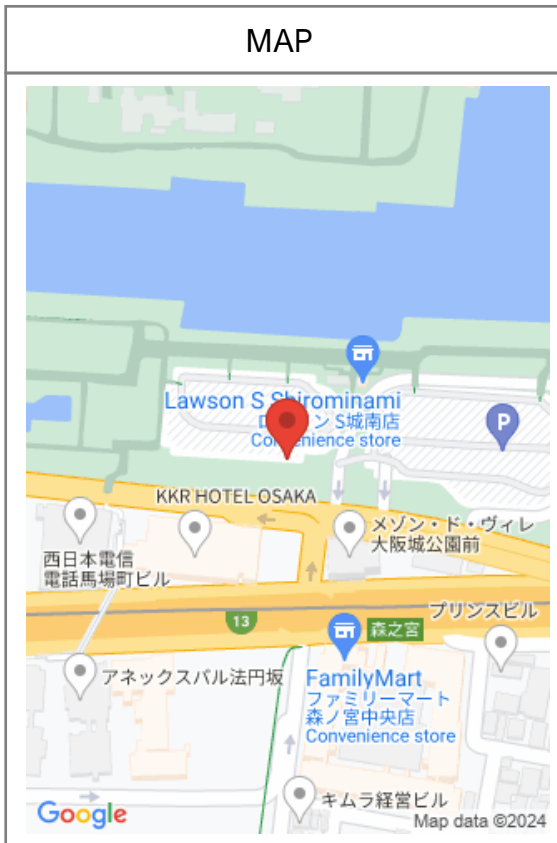 MAP
Lawson S Shirominami
ロ ン S城南店
Convenience store
P
KKR HOTEL OSAKA
メゾン・ド・ヴィレ
大阪城公園前
西日本電信
電話馬場町ビル
13
森之宮
プリンスビル
アネックスパル法円坂
FamilyMart
ファミリーマート
森ノ宮中央店
Convenience store
キムラ経営ビル
Google
Map data ©2024